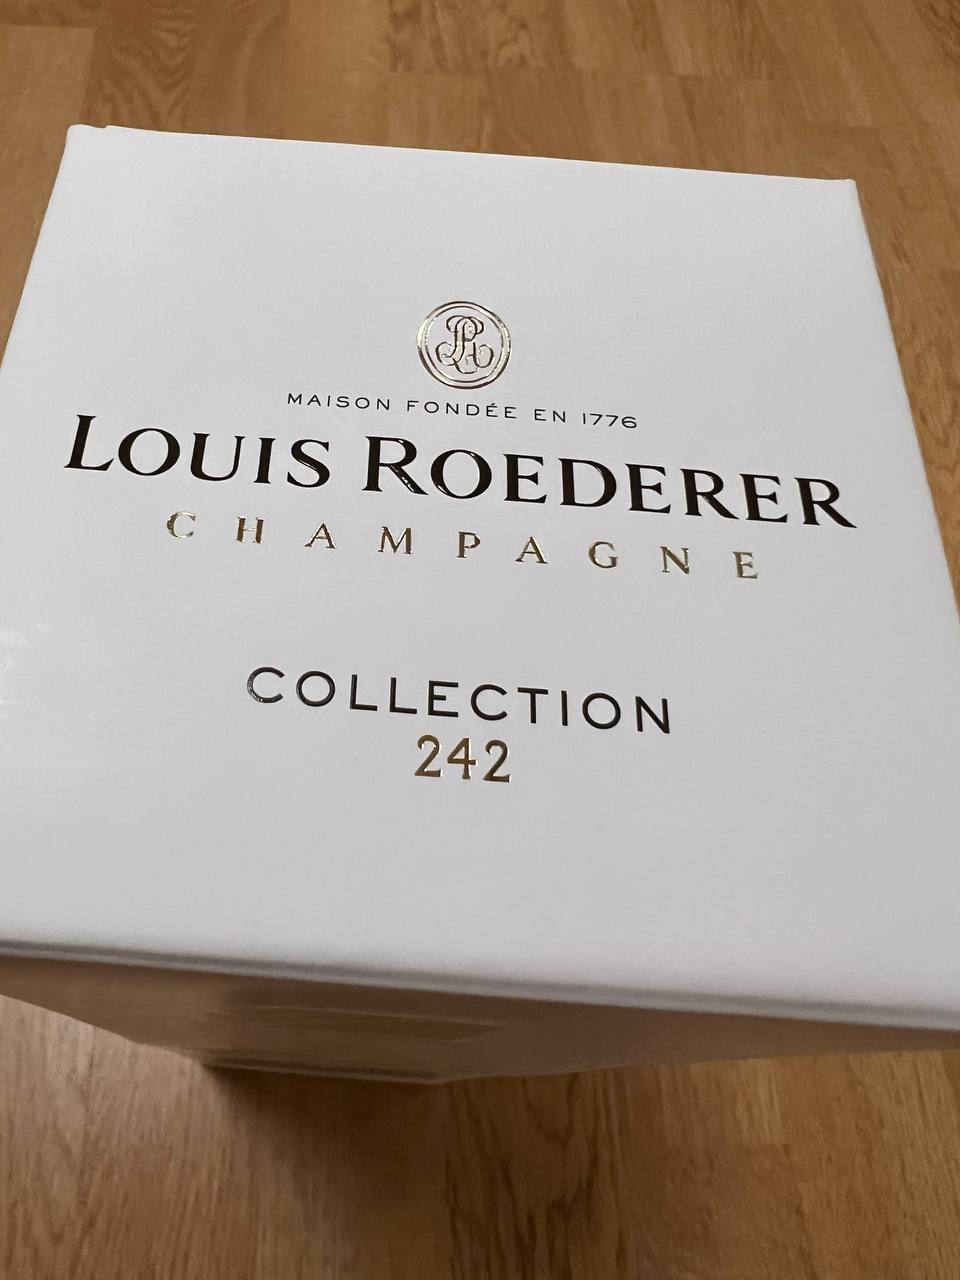 MAISON FONDÉE EN 1776
LOUIS ROEDERER
CHAMPAGNE
COLLECTION
242